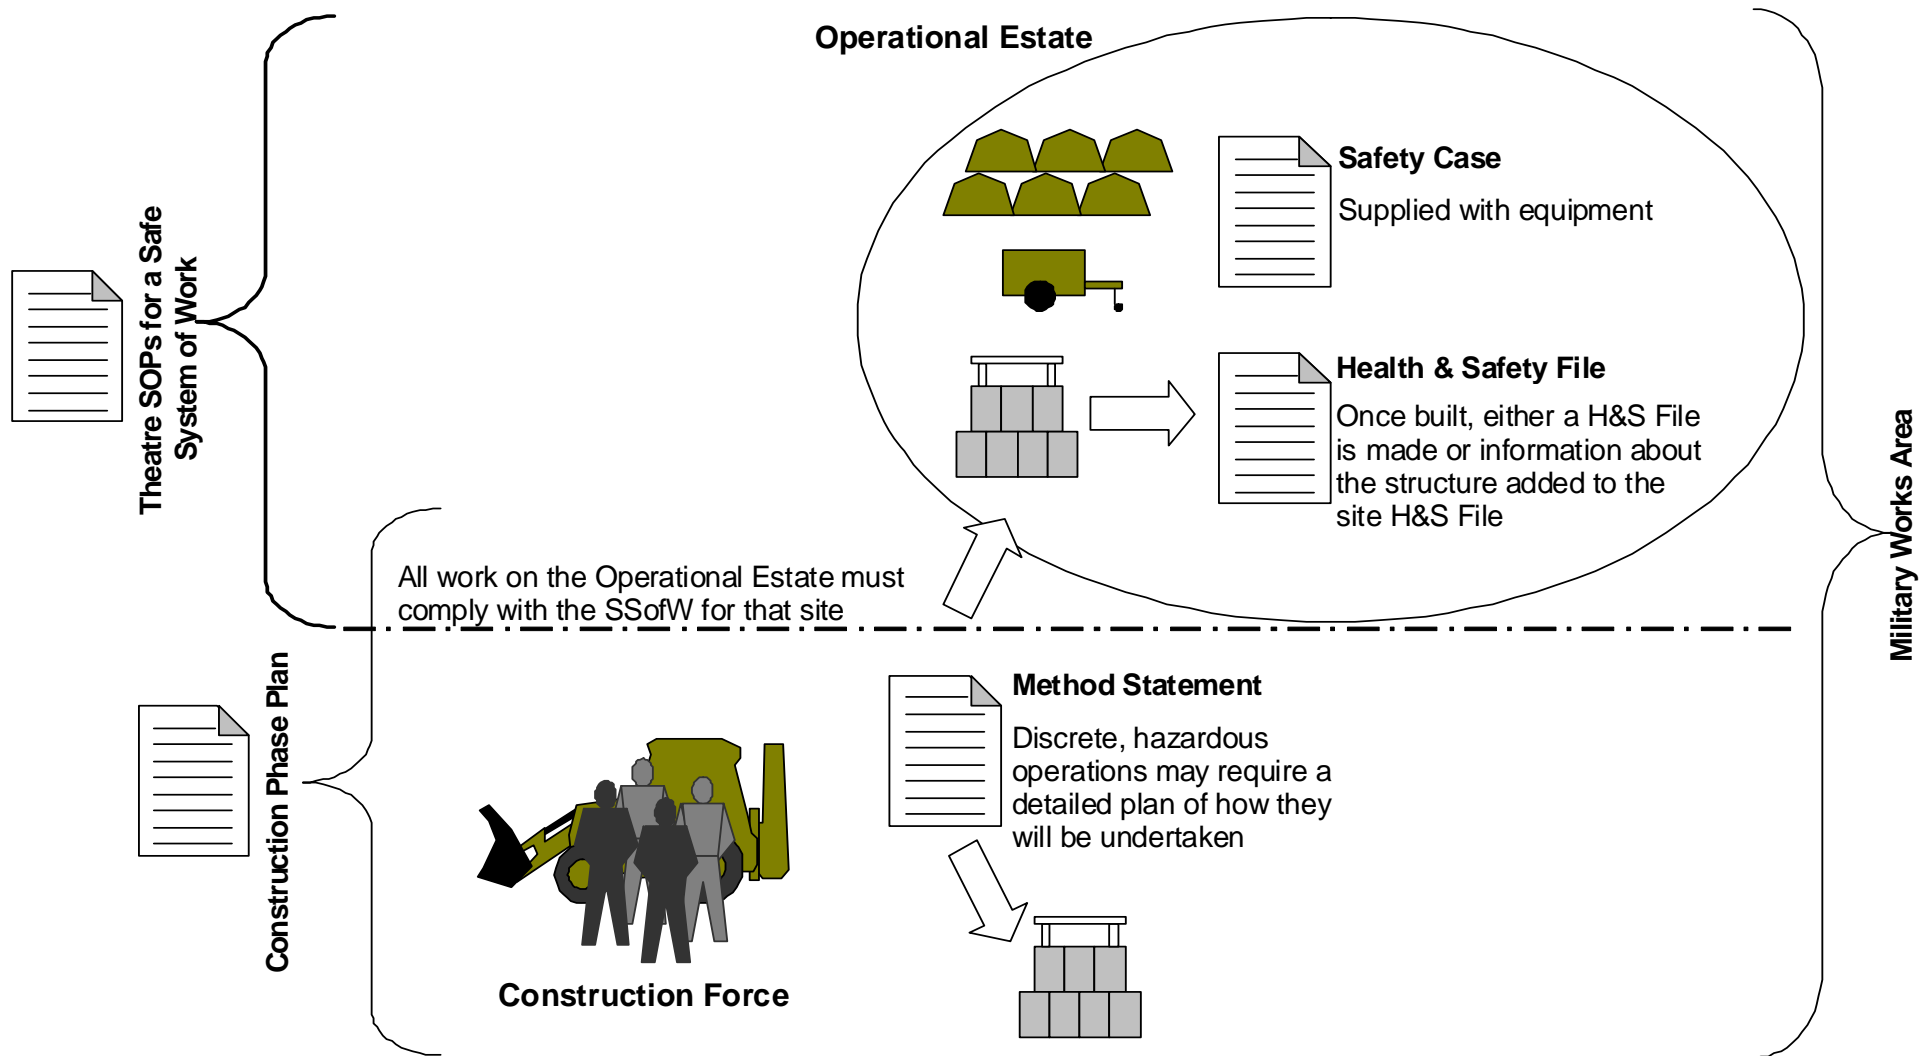 Operational Estate
Safety Case
Supplied with equipment
Theatre SOPs for a Safe
System of Work
Health & Safety File
Once built, either a H&S File
is made or information about
the structure added to the
site H&S File
Military Works Area
All work on the Operational Estate must
comply with the SSofW for that site
Construction Phase Plan
Method Statement
Discrete, hazardous
operations may require a
detailed plan of how they
will be undertaken
Construction Force